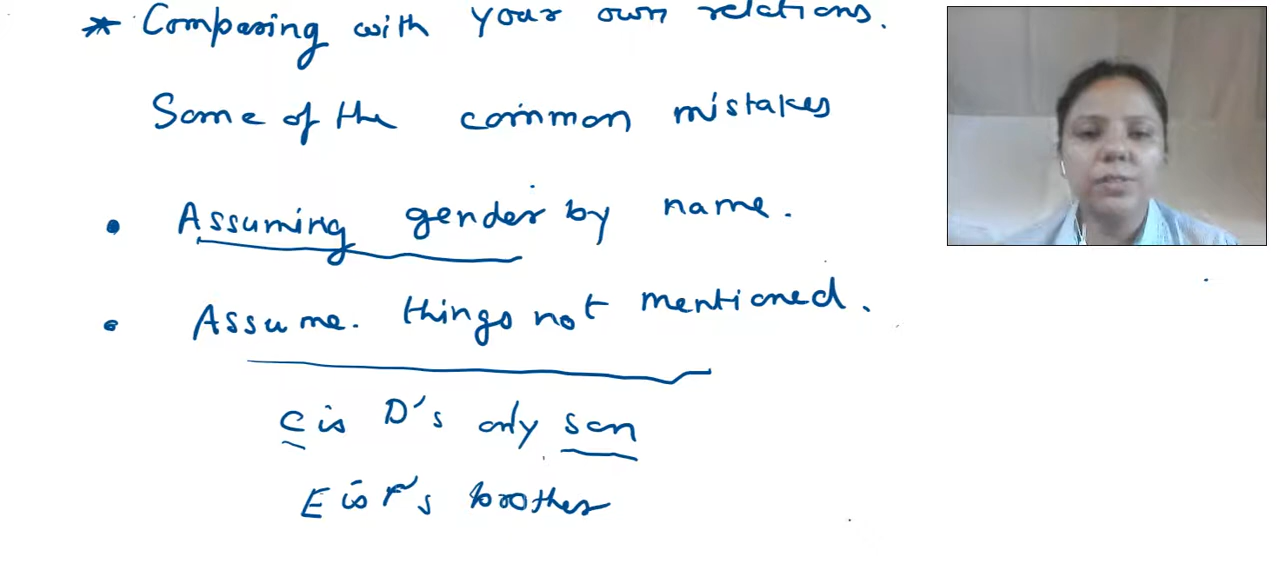 * Comparing with your own relations.
Some of the common mistakes
• Assuming gender by name.
• Assume. things not mentioned.
C is D's only son
E is F's brother